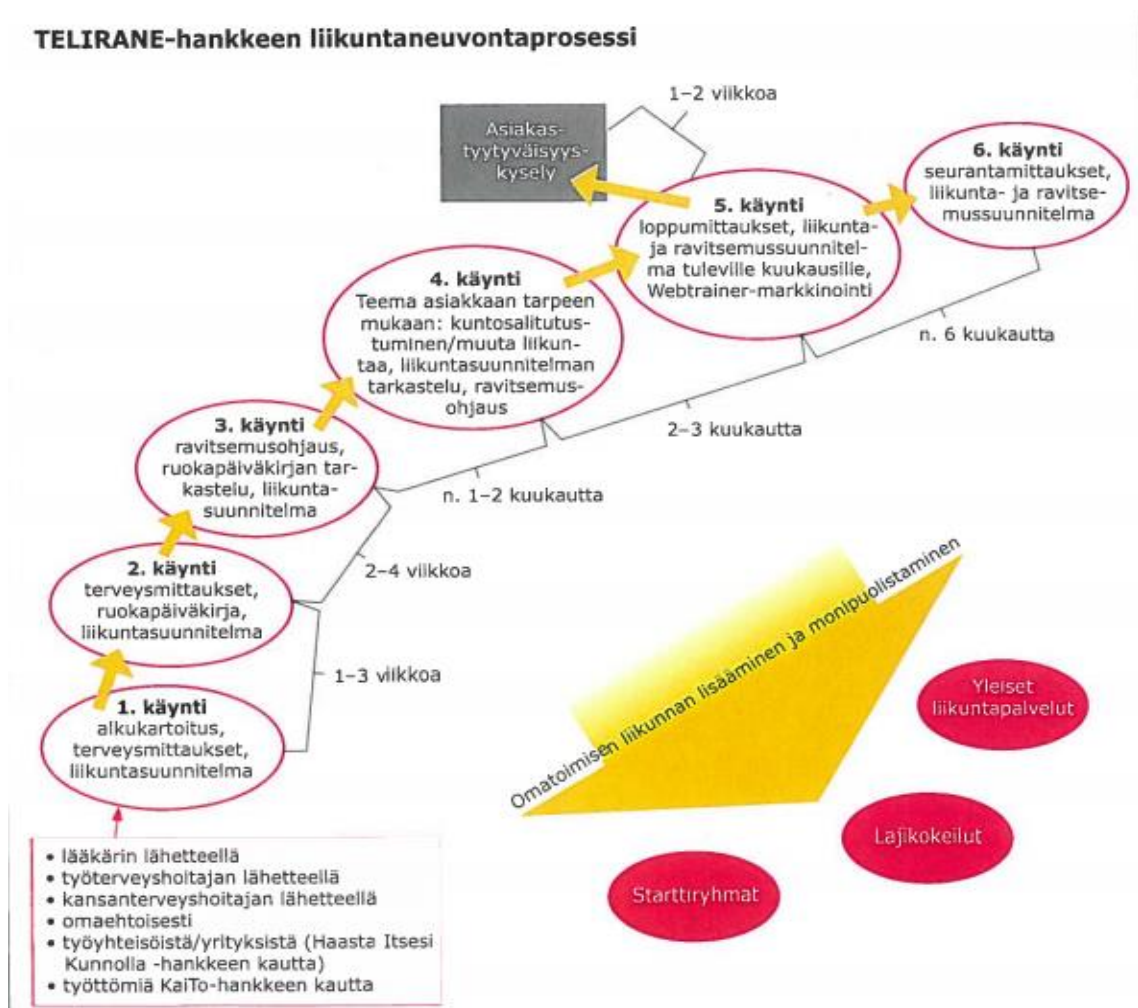 TELIRANE-hankkeen liikuntaneuvontaprosessi
1–2 viikkoa
Asiakas-
tyytyväisyys-
kysely
6. käynti
seurantamittaukset,
liikunta- ja ravitse-
mussuunnitelma
5. käynti
loppumittaukset, liikunta-
ja ravitsemussuunnitel-
ma tuleville kuukausille,
Webtrainer-markkinointi
4. käynti
Teema asiakkaan tarpeen
mukaan: kuntosalitutus-
tuminen/muuta liikun-
taa, liikuntasuunnitelman
tarkastelu, ravitsemus-
ohjaus
n. 6 kuukautta
2–3 kuukautta
3. käynti
ravitsemusohjaus,
ruokapäiväkirjan tar-
kastelu, liikunta-
suunnitelma
n. 1–2 kuukautta
2. käynti
terveysmittaukset,
ruokapäiväkirja,
liikuntasuunnitelma
2–4 viikkoa
1–3 viikkoa
1. käynti
alkukartoitus,
terveysmittaukset,
liikuntasuunnitelma
Omatoimisen liikunnan lisääminen ja monipuolistaminen
Yleiset
liikuntapalvelut
Lajikokeilut
Starttiryhmat
• lääkärin lähetteellä
• työterveyshoitajan lähetteellä
• kansanterveyshoitajan lähetteellä
• omaehtoisesti
• työyhteisöistä/yrityksistä (Haasta Itsesi
Kunnolla -hankkeen kautta)
• työttömiä KaiTo-hankkeen kautta